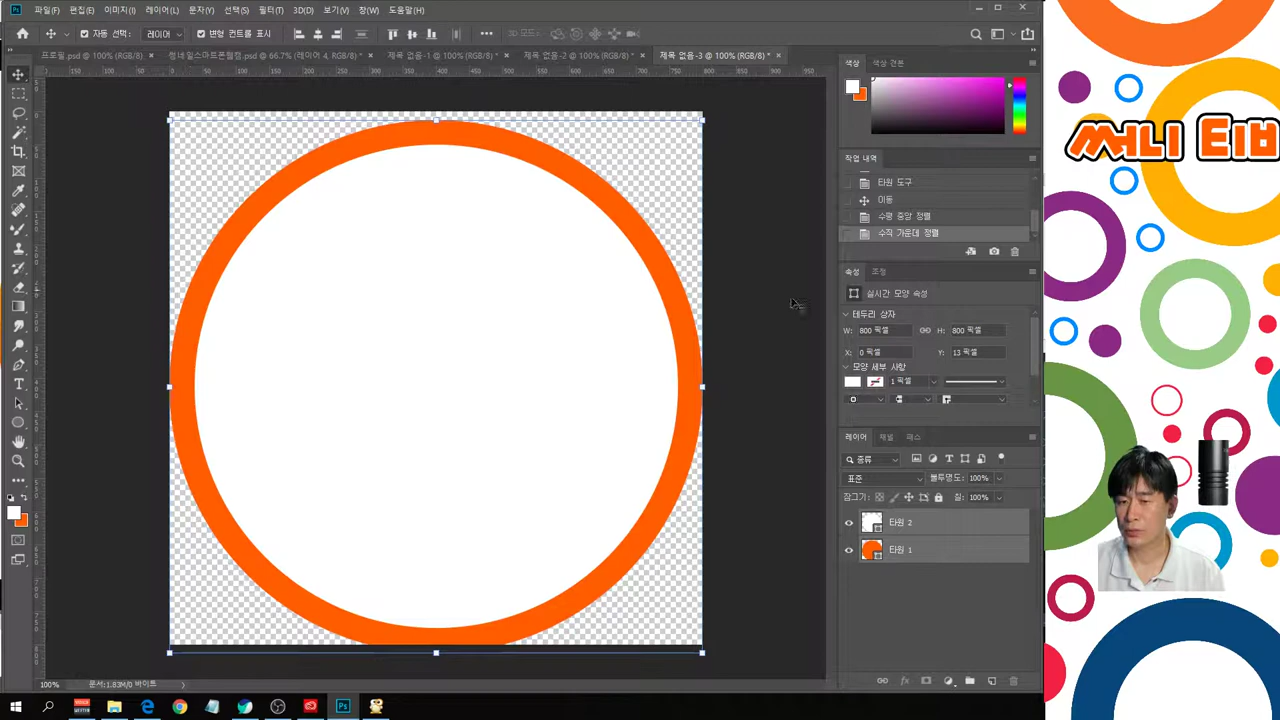 파일(F) 편집(E) 이미지(I) 레이어(L) 문자(Y) 선택(S) 필터(T) 3D(D) 보기(V) 창(W) 도움말(H)
자동 선택: 레이어 변형 컨트롤 표시
프로필.psd @ 100% (RGB/8)
썸네일스마트폰웹캠.psd @ 66.7% (레이어 4, RGB/8) *
제목 없음-1 @ 100% (RGB/8) *
제목 없음-2 @ 100% (RGB/8) *
제목 없음-3 @ 100% (RGB/8) *
색상 색상 견본
써니 티비
작업 내역
타원 도구
이동
수평 중앙 정렬
수직 가운데 정렬
속성 조정
실시간 모양 속성
테두리 상자
W: 800 픽셀 H: 800 픽셀
X: 0 픽셀 Y: 13 픽셀
모양 세부 사항
1 픽셀
레이어 채널 패스
종류
표준 불투명도: 100%
잠그기: 칠: 100%
타원 2
타원 1
100% 문서:1.83M/0 바이트
Ps